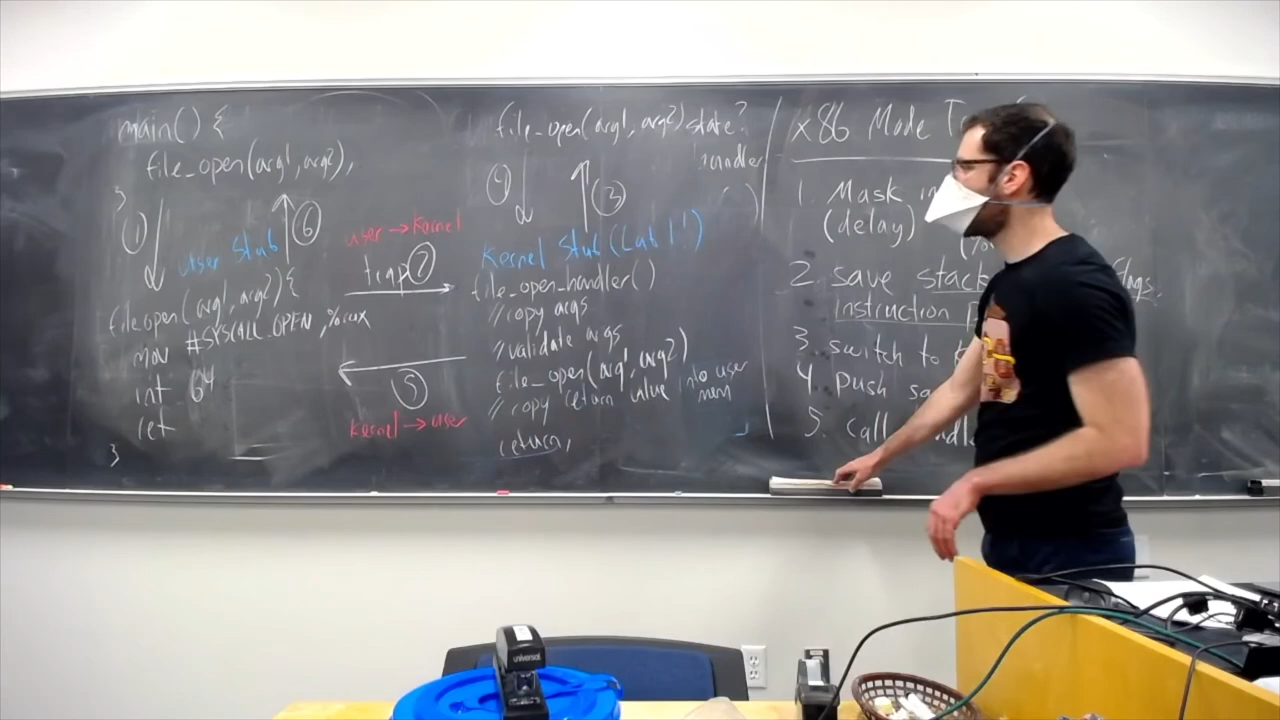 main() {
file_open(arg1, arg2);
}
1
6
User Stub
file_open(arg1, arg2) {
mov #SYSCALL_OPEN, %eax
int 64
ret
}
user → kernel
trap 2
5
kernel → user
file_open(arg1, arg2)
state?
handler
()
4
3
Kernel Stub (Lab 1!)
file_open_handler()
// copy args
// validate args
file_open(arg1, arg2)
// copy return value into user
mem
return;
x86 Mode
1. Mask
(delay)
2. save stack
flags,
instruction
3. switch to
4. push
5. call
universal